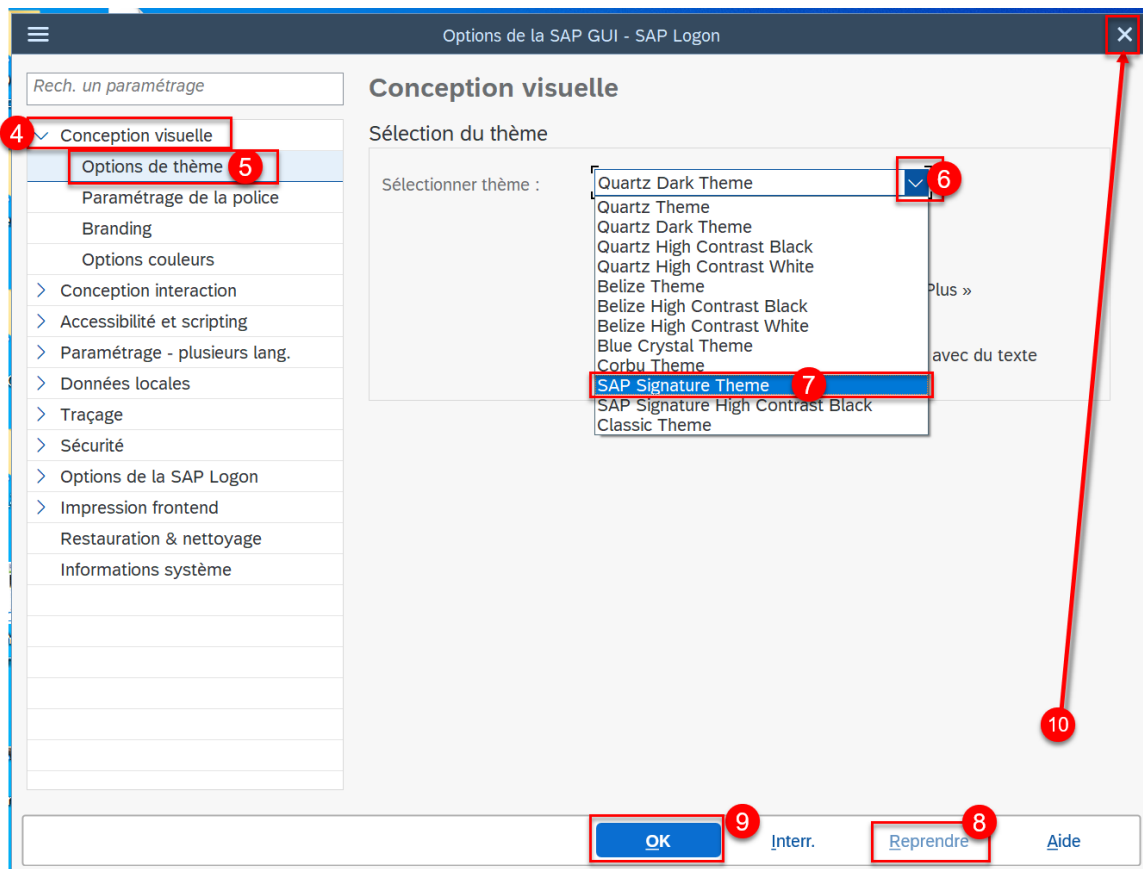 Options de la SAP GUI - SAP Logon
Rech. un paramétrage
4 Conception visuelle
Options de thème 5
Paramétrage de la police
Branding
Options couleurs
Conception interaction
Accessibilité et scripting
Paramétrage - plusieurs lang.
Données locales
Traçage
Sécurité
Options de la SAP Logon
Impression frontend
Restauration & nettoyage
Informations système
Conception visuelle
Sélection du thème
Sélectionner thème :
Quartz Dark Theme 6
Quartz Theme
Quartz Dark Theme
Quartz High Contrast Black
Quartz High Contrast White
Belize Theme
Plus »
Belize High Contrast Black
Belize High Contrast White
Blue Crystal Theme
avec du texte
Corbu Theme
SAP Signature Theme 7
SAP Signature High Contrast Black
Classic Theme
10
9
8
OK Interr. Reprendre Aide